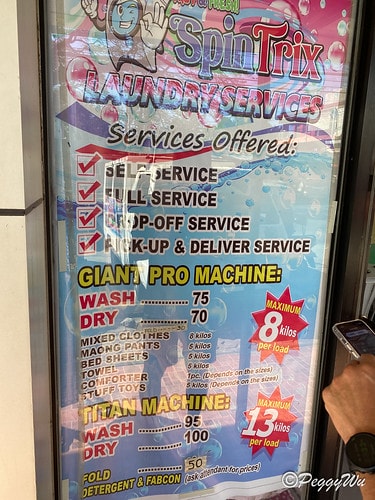 SpinTrix
LAUNDRY SERVICES
Services Offered:
SELF SERVICE
FULL SERVICE
DROP-OFF SERVICE
PICK-UP & DELIVER SERVICE
GIANT PRO MACHINE:
WASH ............ 75
DRY ............ 70
MAXIMUM
8 kilos
per load
MIXED CLOTHES 8 kilos
MAONG PANTS 5 kilos
BED SHEETS 5 kilos
TOWEL 5 kilos
COMFORTER 1pc. (Depends on the sizes)
STUFF TOYS 5 kilos (Depends on the sizes)
TITAN MACHINE:
WASH ............ 95
DRY ............ 100
MAXIMUM
13 kilos
per load
FOLD ............ 50
DETERGENT & FABCON (ask attendant for prices)
©PeggyWu